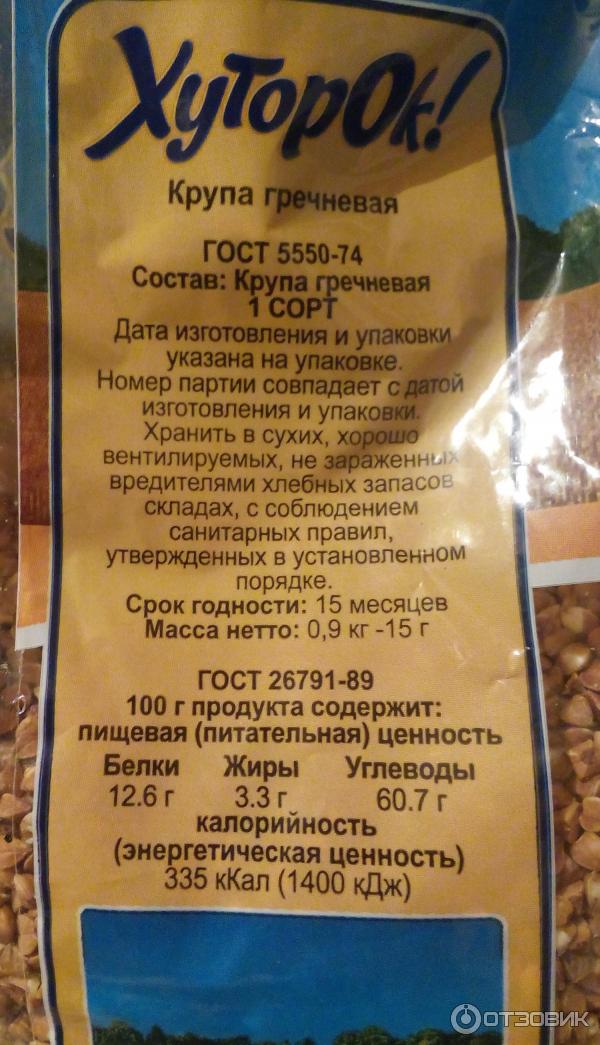 ХуторОк!
Крупа гречневая
ГОСТ 5550-74
Состав: Крупа гречневая
1 СОРТ
Дата изготовления и упаковки
указана на упаковке.
Номер партии совпадает с датой
изготовления и упаковки.
Хранить в сухих, хорошо
вентилируемых, не зараженных
вредителями хлебных запасов
складах, с соблюдением
санитарных правил,
утвержденных в установленном
порядке.
Срок годности: 15 месяцев
Масса нетто: 0,9 кг -15 г
ГОСТ 26791-89
100 г продукта содержит:
пищевая (питательная) ценность
Белки Жиры Углеводы
12.6 г 3.3 г 60.7 г
калорийность
(энергетическая ценность)
335 кКал (1400 кДж)
ОТЗОВИК